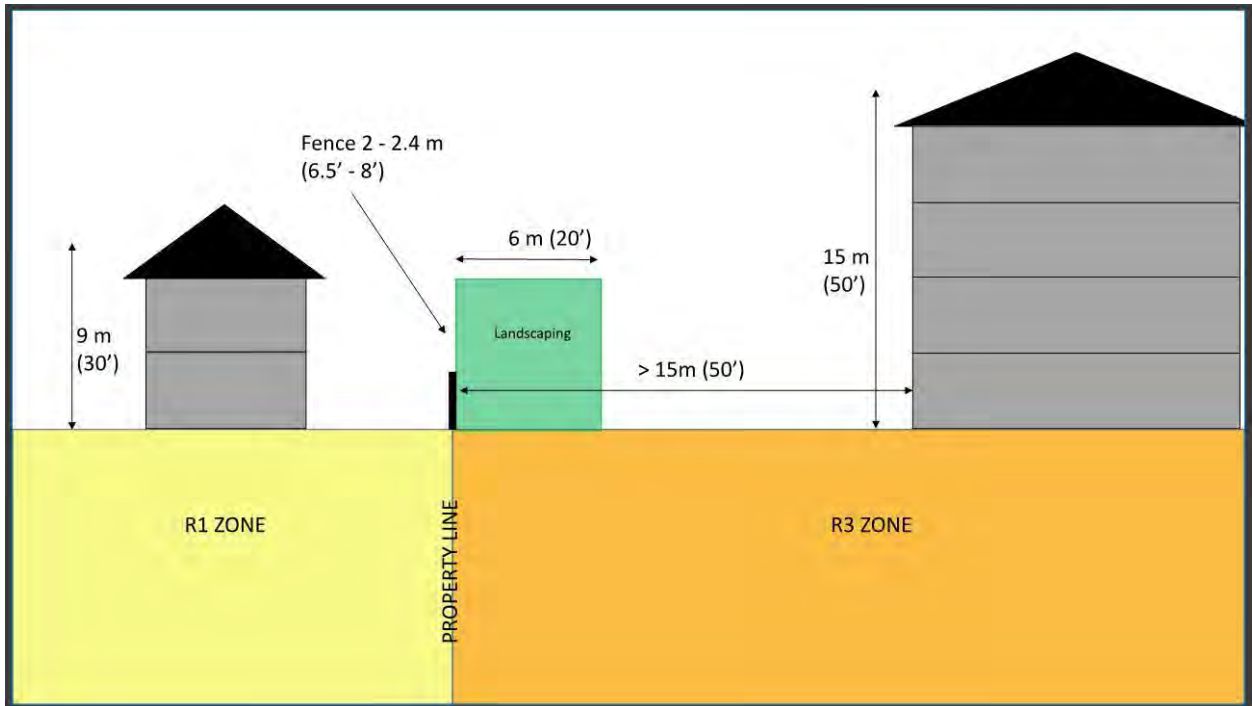 Fence 2 - 2.4 m
(6.5’ - 8’)
6 m (20’)
15 m
(50’)
9 m
(30’)
Landscaping
> 15m (50’)
R1 ZONE
PROPERTY LINE
R3 ZONE